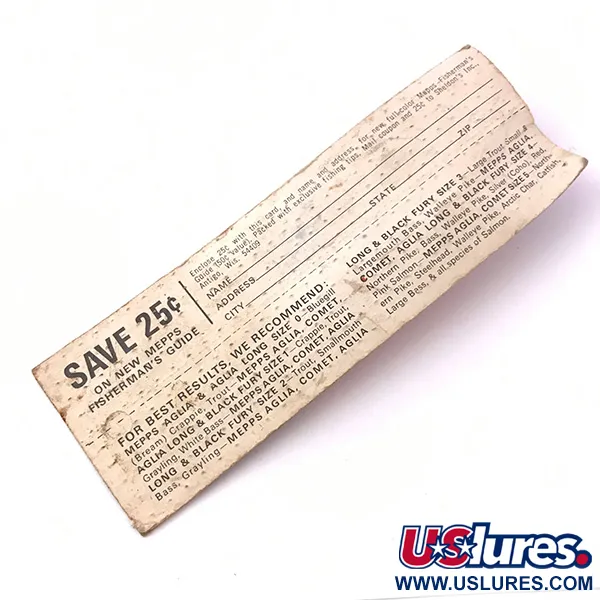 SAVE 25¢
ON NEW MEPPS
FISHERMAN'S GUIDE
Enclose 25¢ with this card, and name and address, for new, full-color Mepps Fisherman's
Guide (50¢ value). Packed with exclusive fishing tips. Mail coupon and 25¢ to Sheldon's Inc.,
Antigo, Wis. 54409
NAME
ADDRESS
CITY STATE ZIP
FOR BEST RESULTS, WE RECOMMEND:
MEPPS AGLIA & AGLIA LONG SIZE 0—Bluegill
(Bream) Crappie, Trout—MEPPS AGLIA, COMET,
AGLIA LONG & BLACK FURY SIZE 1—Crappie, Trout,
Grayling, White Bass—MEPPS AGLIA, COMET AGLIA
LONG & BLACK FURY SIZE 2—Trout, Smallmouth
Bass, Grayling—MEPPS AGLIA, COMET, AGLIA
LONG & BLACK FURY SIZE 3—Large Trout, Small &
Largemouth Bass, Walleye Pike—MEPPS AGLIA,
COMET, AGLIA LONG & BLACK FURY SIZE 4—
Northern Pike, Bass, Walleye Pike, Silver (Coho), Red,
Pink Salmon—MEPPS AGLIA, COMET SIZE 5—North-
ern Pike, Steelhead, Walleye Pike, Arctic Char, Catfish,
Large Bass, & all species of Salmon.
USlures.
WWW.USLURES.COM